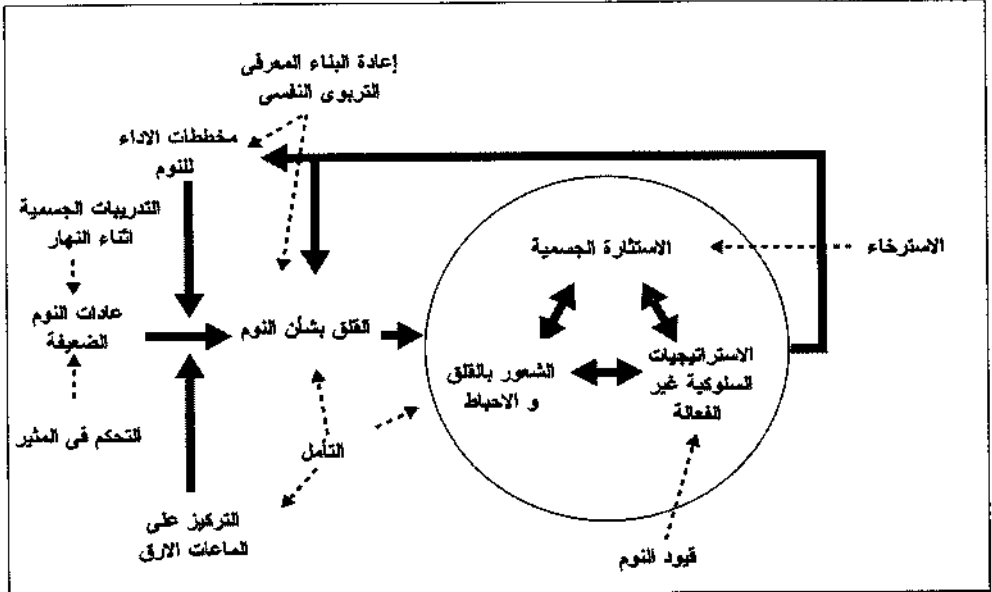 إعادة البناء المعرفى
التربوى النفسى
مخططات الاداء
للنوم
التدريبات الجسمية
اثناء النهار
الاستثارة الجسمية
الاسترخاء
عادات النوم
الضعيفة
القلق بشأن النوم
الاستراتيجيات
السلوكية غير
الفعالة
الشعور بالقلق
و الاحباط
التحكم فى المثير
التأمل
التركيز على
الماعات الارق
قيود النوم